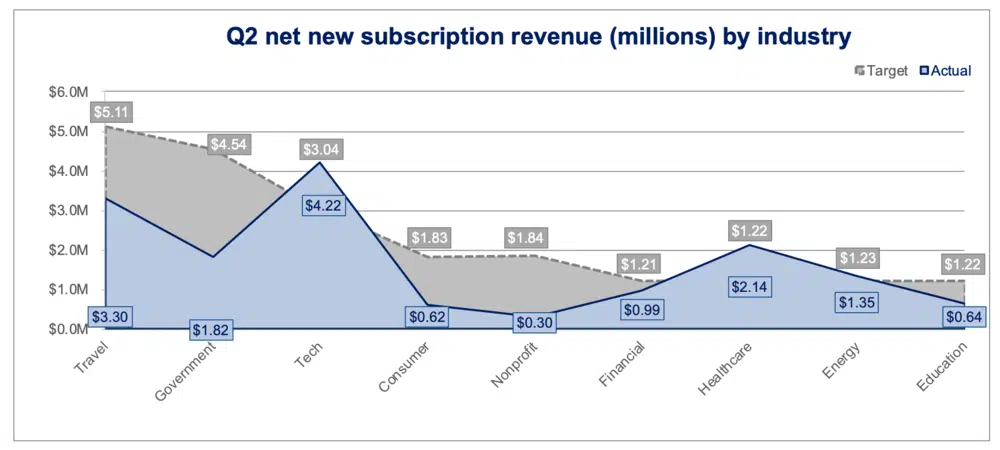 Q2 net new subscription revenue (millions) by industry
Target Actual
$6.0M
$5.0M
$4.0M
$3.0M
$2.0M
$1.0M
$0.0M
$5.11
$4.54
$3.04
$1.83
$1.84
$1.21
$1.22
$1.23
$1.22
$3.30
$1.82
$4.22
$0.62
$0.30
$0.99
$2.14
$1.35
$0.64
Travel
Government
Tech
Consumer
Nonprofit
Financial
Healthcare
Energy
Education